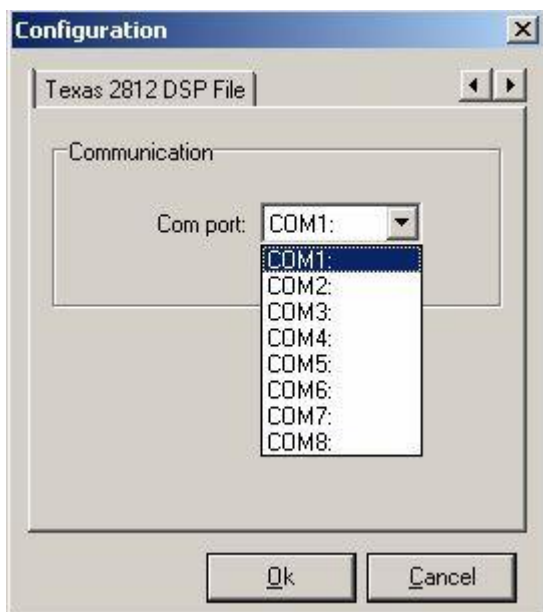 Configuration
Texas 2812 DSP File
Communication
Com port: COM1:
COM1:
COM2:
COM3:
COM4:
COM5:
COM6:
COM7:
COM8:
Ok Cancel